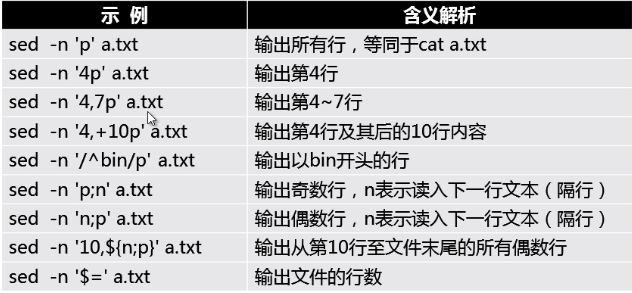 示 例 含义解析
sed -n 'p' a.txt 输出所有行，等同于cat a.txt
sed -n '4p' a.txt 输出第4行
sed -n '4,7p' a.txt 输出第4~7行
sed -n '4,+10p' a.txt 输出第4行及其后的10行内容
sed -n '/^bin/p' a.txt 输出以bin开头的行
sed -n 'p;n' a.txt 输出奇数行，n表示读入下一行文本（隔行）
sed -n 'n;p' a.txt 输出偶数行，n表示读入下一行文本（隔行）
sed -n '10,${n;p}' a.txt 输出从第10行至文件末尾的所有偶数行
sed -n '$=' a.txt 输出文件的行数